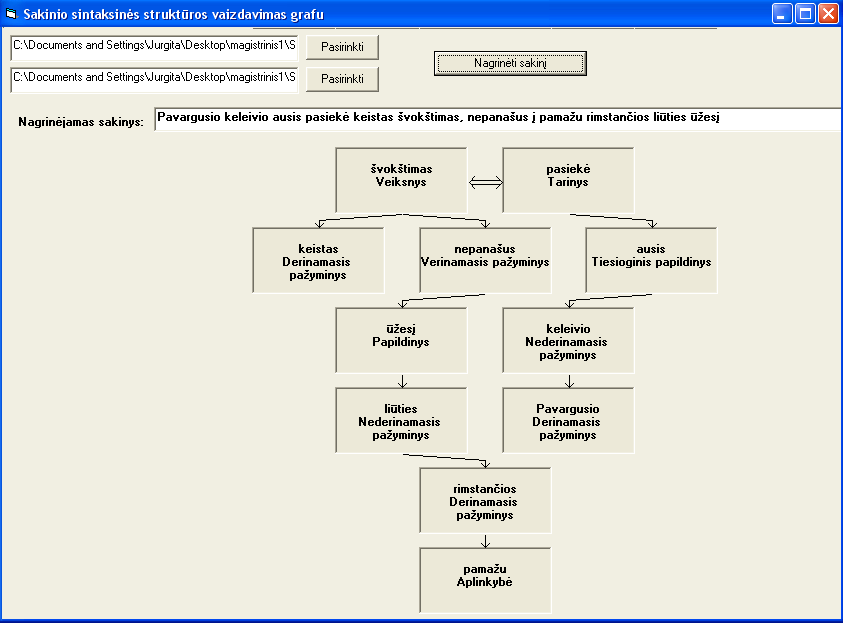 Sakinio sintaksinės struktūros vaizdavimas grafu
C:\Documents and Settings\Jurgita\Desktop\magistrinis1\S
Pasirinkti
Nagrinėti sakinį
C:\Documents and Settings\Jurgita\Desktop\magistrinis1\S
Pasirinkti
Nagrinėjamas sakinys:
Pavargusio keleivio ausis pasiekė keistas švokštimas, nepanašus į pamažu rimstančios liūties ūžesį
švokštimas
Veiksnys
pasiekė
Tarinys
keistas
Derinamasis
pažyminys
nepanašus
Verinamasis pažyminys
ausis
Tiesioginis papildinys
ūžesį
Papildinys
keleivio
Nederinamasis
pažyminys
liūties
Nederinamasis
pažyminys
Pavargusio
Derinamasis
pažyminys
rimstančios
Derinamasis
pažyminys
pamažu
Aplinkybė